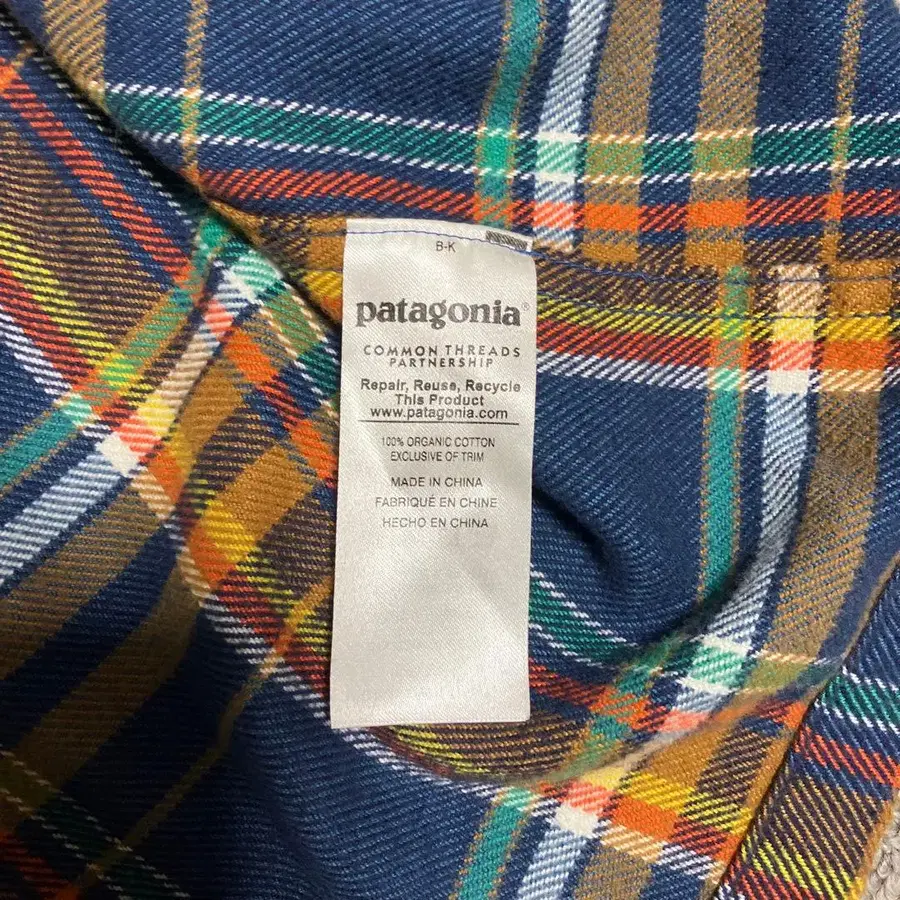 B-K
patagonia®
COMMON THREADS
PARTNERSHIP
Repair, Reuse, Recycle
This Product
www.patagonia.com
100% ORGANIC COTTON
EXCLUSIVE OF TRIM
MADE IN CHINA
FABRIQUÉ EN CHINE
HECHO EN CHINA